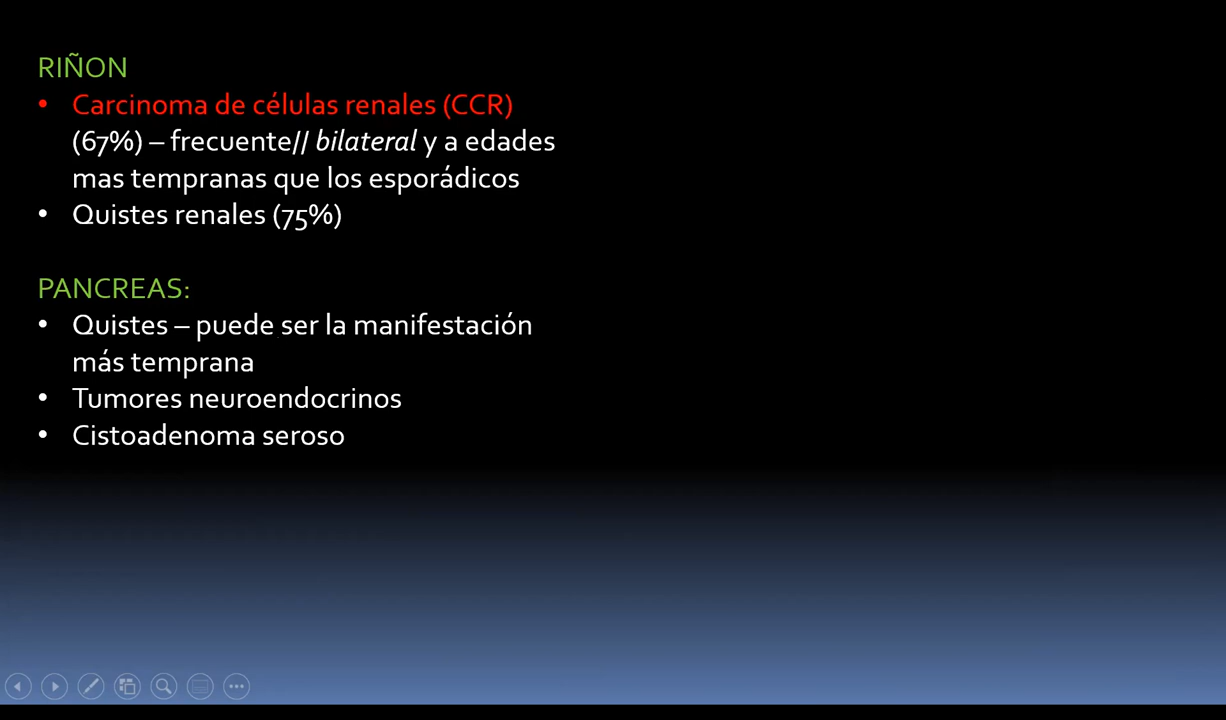 RIÑON
• Carcinoma de células renales (CCR)
(67%) – frecuente// bilateral y a edades
mas tempranas que los esporádicos
• Quistes renales (75%)
PANCREAS:
• Quistes – puede ser la manifestación
más temprana
• Tumores neuroendocrinos
• Cistoadenoma seroso